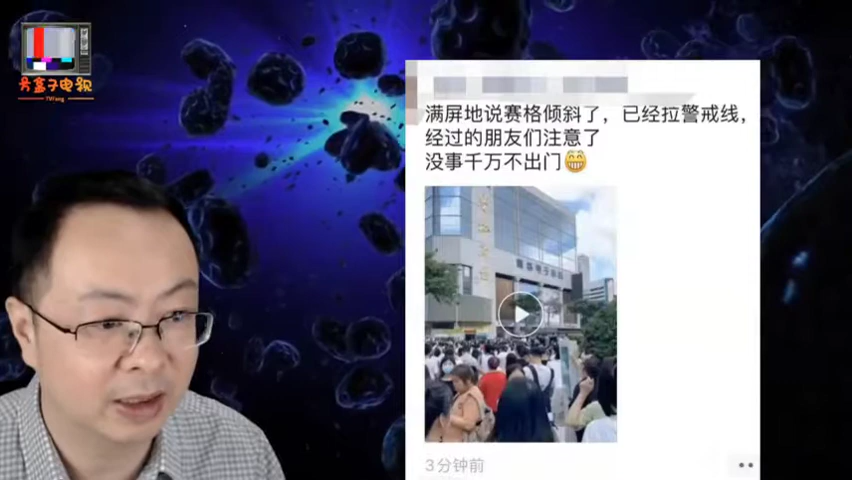 方盒子电视
TVfang
满屏地说赛格倾斜了，已经拉警戒线，
经过的朋友们注意了
没事千万不出门😁
3分钟前